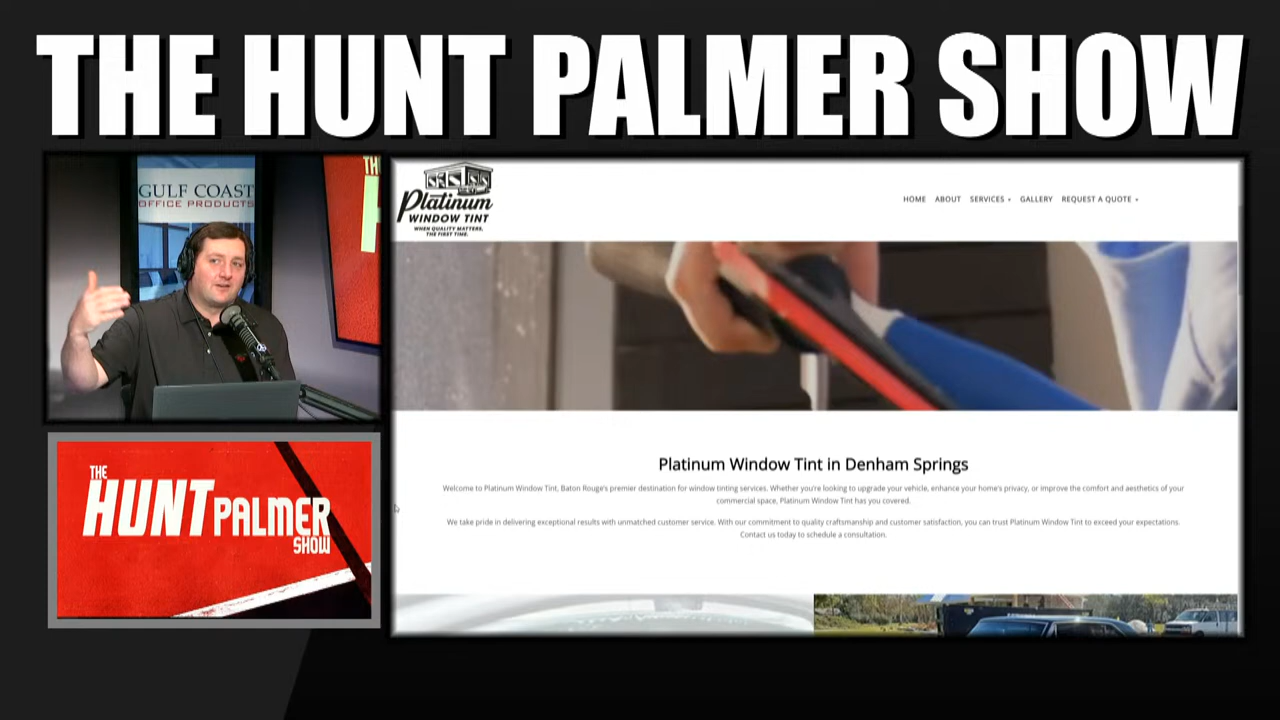 THE HUNT PALMER SHOW
GULF COAST
OFFICE PRODUCTS
TH
Platinum
WINDOW TINT
WHEN QUALITY MATTERS,
THE FIRST TIME.
HOME ABOUT SERVICES GALLERY REQUEST A QUOTE
THE
HUNT PALMER
SHOW
Platinum Window Tint in Denham Springs
Welcome to Platinum Window Tint, Baton Rouge's premier destination for window tinting services. Whether you're looking to upgrade your vehicle, enhance your home's privacy, or improve the comfort and aesthetics of your
commercial space, Platinum Window Tint has you covered.
We take pride in delivering exceptional results with unmatched customer service. With our commitment to quality craftsmanship and customer satisfaction, you can trust Platinum Window Tint to exceed your expectations.
Contact us today to schedule a consultation.